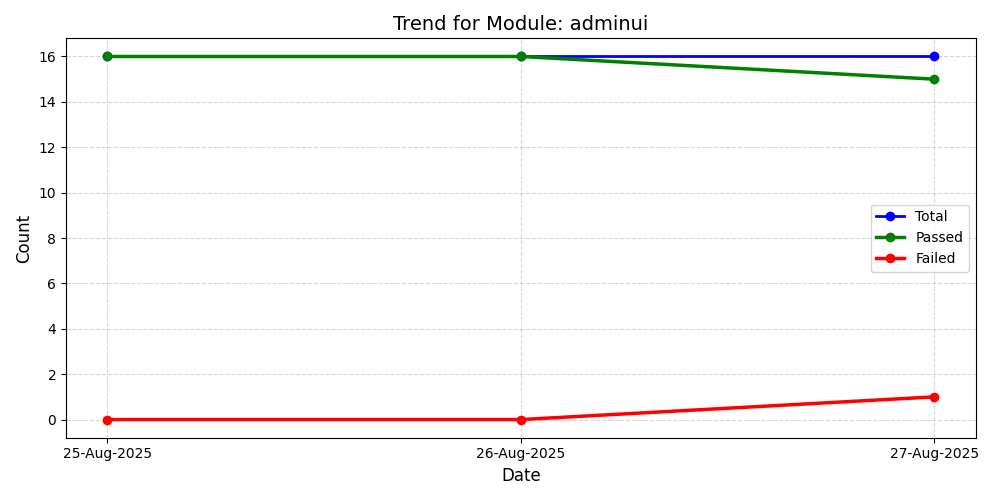 Trend for Module: adminui
16
14
12
10
8
6
4
2
0
Count
Total
Passed
Failed
25-Aug-2025
26-Aug-2025
27-Aug-2025
Date